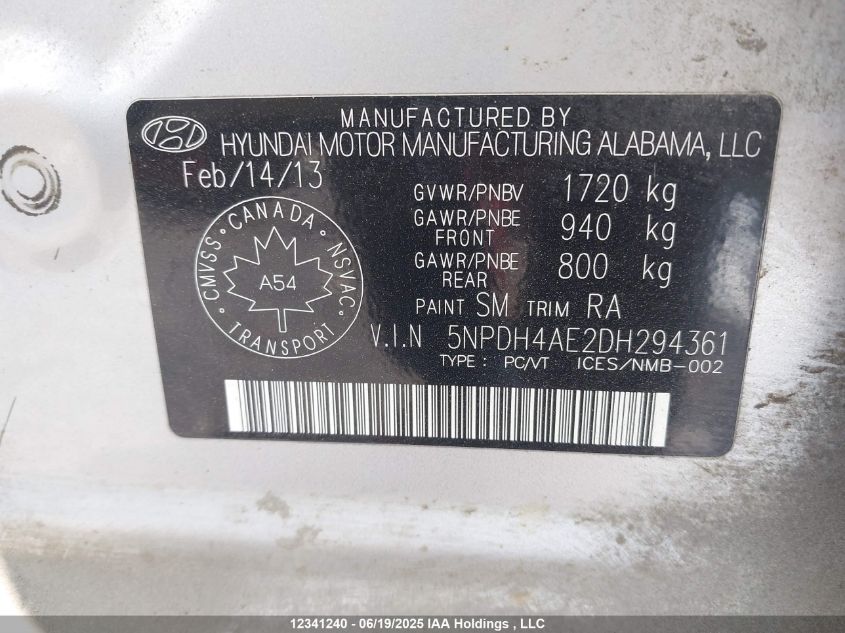 MANUFACTURED BY
HYUNDAI MOTOR MANUFACTURING ALABAMA, LLC
Feb/14/13
GVWR/PNBV 1720 kg
GAWR/PNBE FRONT 940 kg
GAWR/PNBE REAR 800 kg
CANADA
CMVSS
NSVAC
A54
TRANSPORT
PAINT SM TRIM RA
V.I.N 5NPDH4AE2DH294361
TYPE : PC/VT ICES/NMB-002
12341240 - 06/19/2025 IAA Holdings , LLC